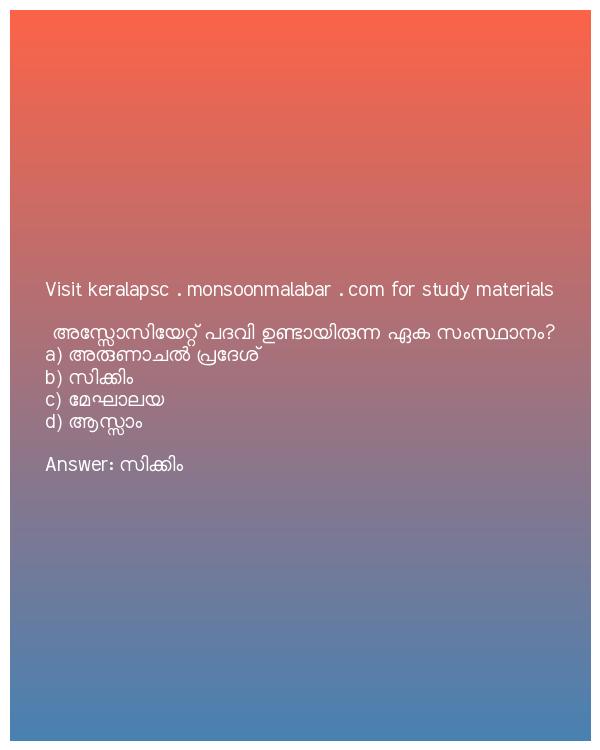 Visit keralapsc . monsoonmalabar . com for study materials
അസ്സോസിയേറ്റ് പദവി ഉണ്ടായിരുന്ന ഏക സംസ്ഥാനം?
a) അരുണാചൽ പ്രദേശ്
b) സിക്കിം
c) മേഘാലയ
d) ആസ്സാം
Answer: സിക്കിം